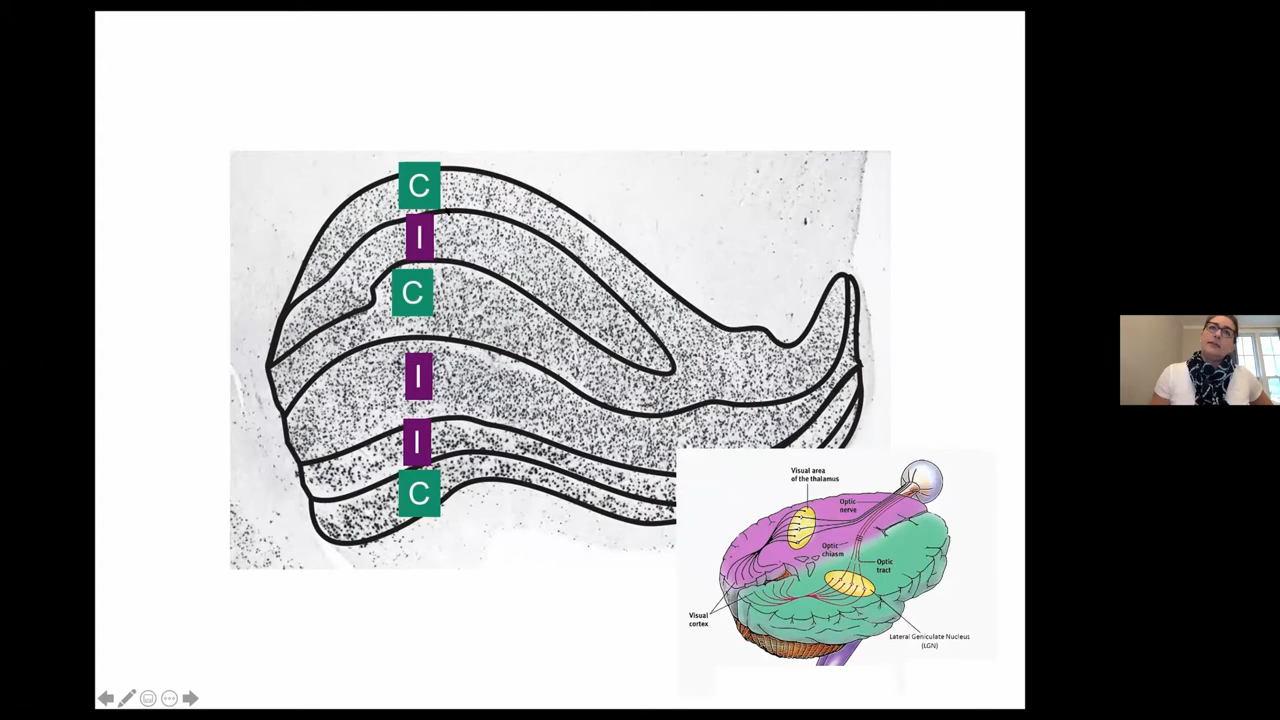 C
I
C
I
I
C
Visual area
of the thalamus
Optic
nerve
Optic
chiasm
Optic
tract
Visual
cortex
Lateral Geniculate Nucleus
(LGN)